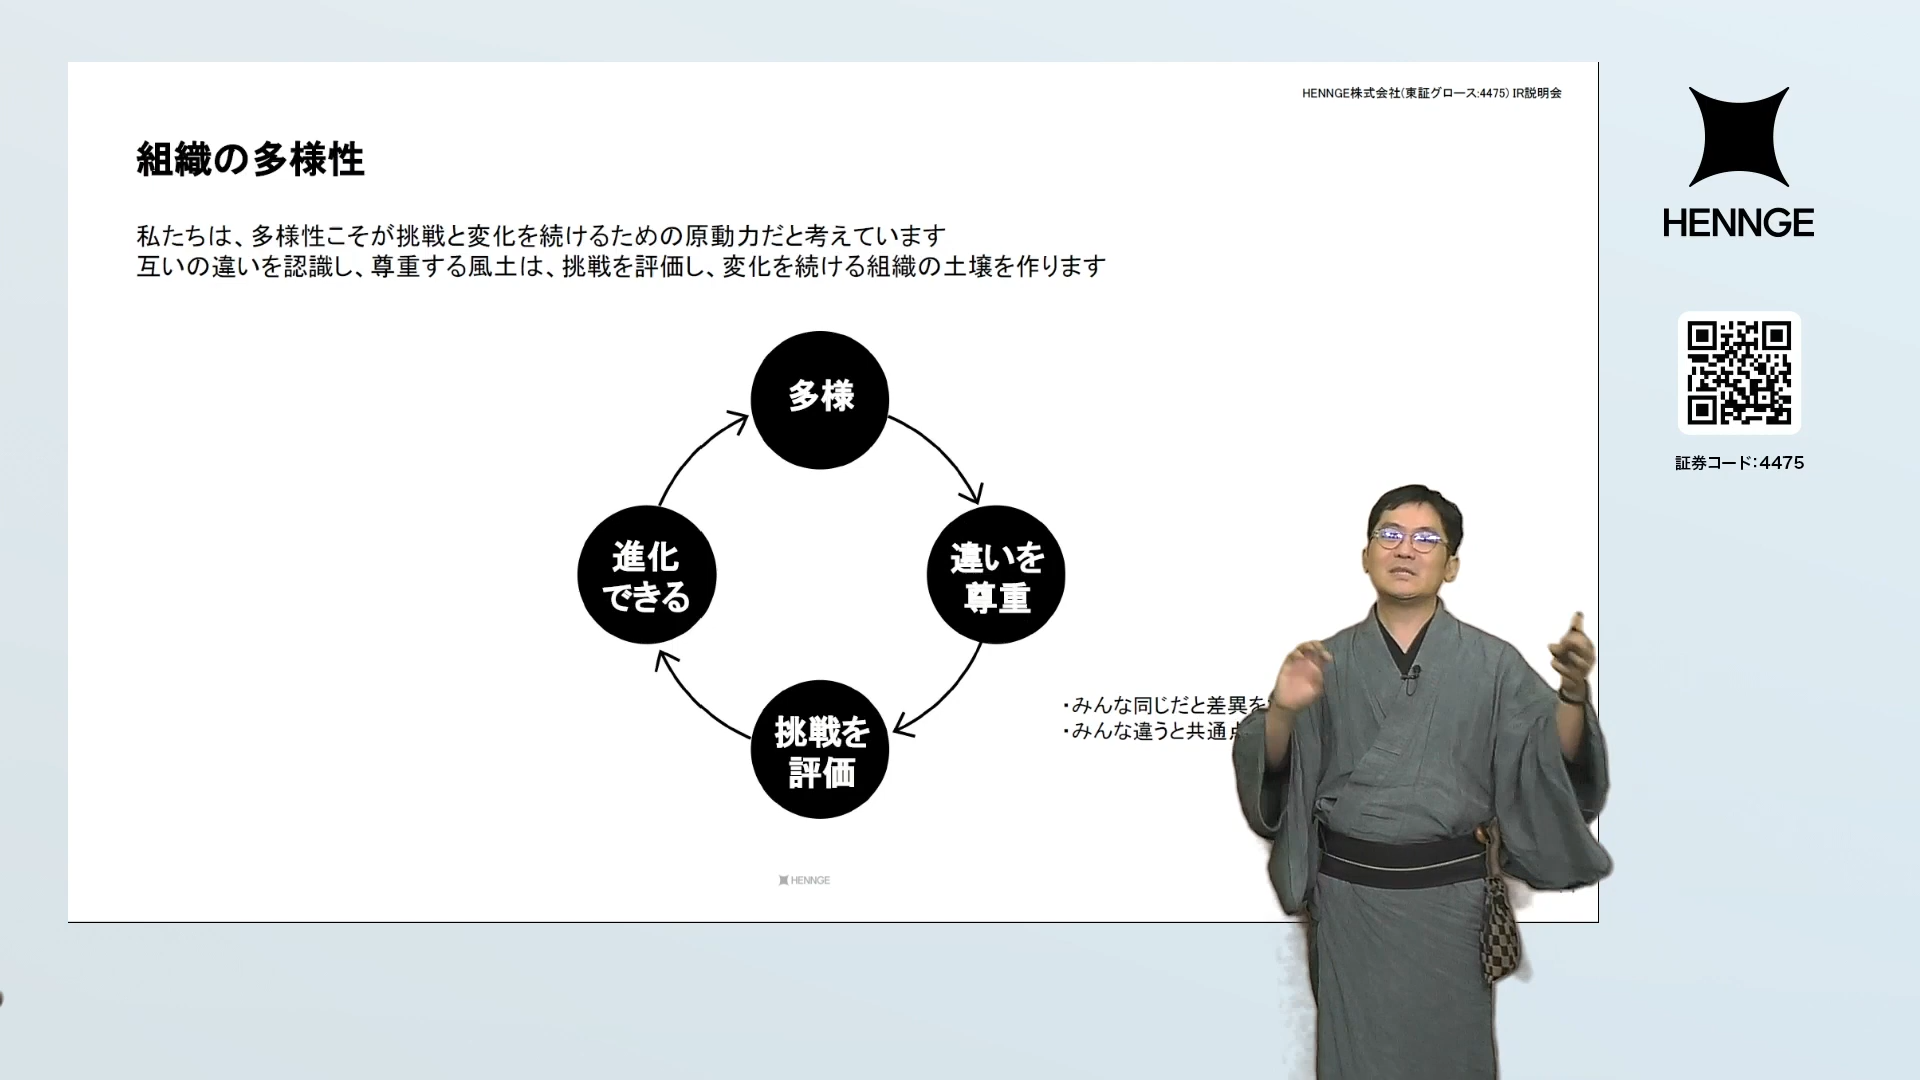 HENNGE株式会社(東証グロース:4475) IR説明会
組織の多様性
私たちは、多様性こそが挑戦と変化を続けるための原動力だと考えています
互いの違いを認識し、尊重する風土は、挑戦を評価し、変化を続ける組織の土壌を作ります
多様
違いを
尊重
挑戦を
評価
進化
できる
・みんな同じだと差異を
・みんな違うと共通点
HENNGE
HENNGE
証券コード:4475